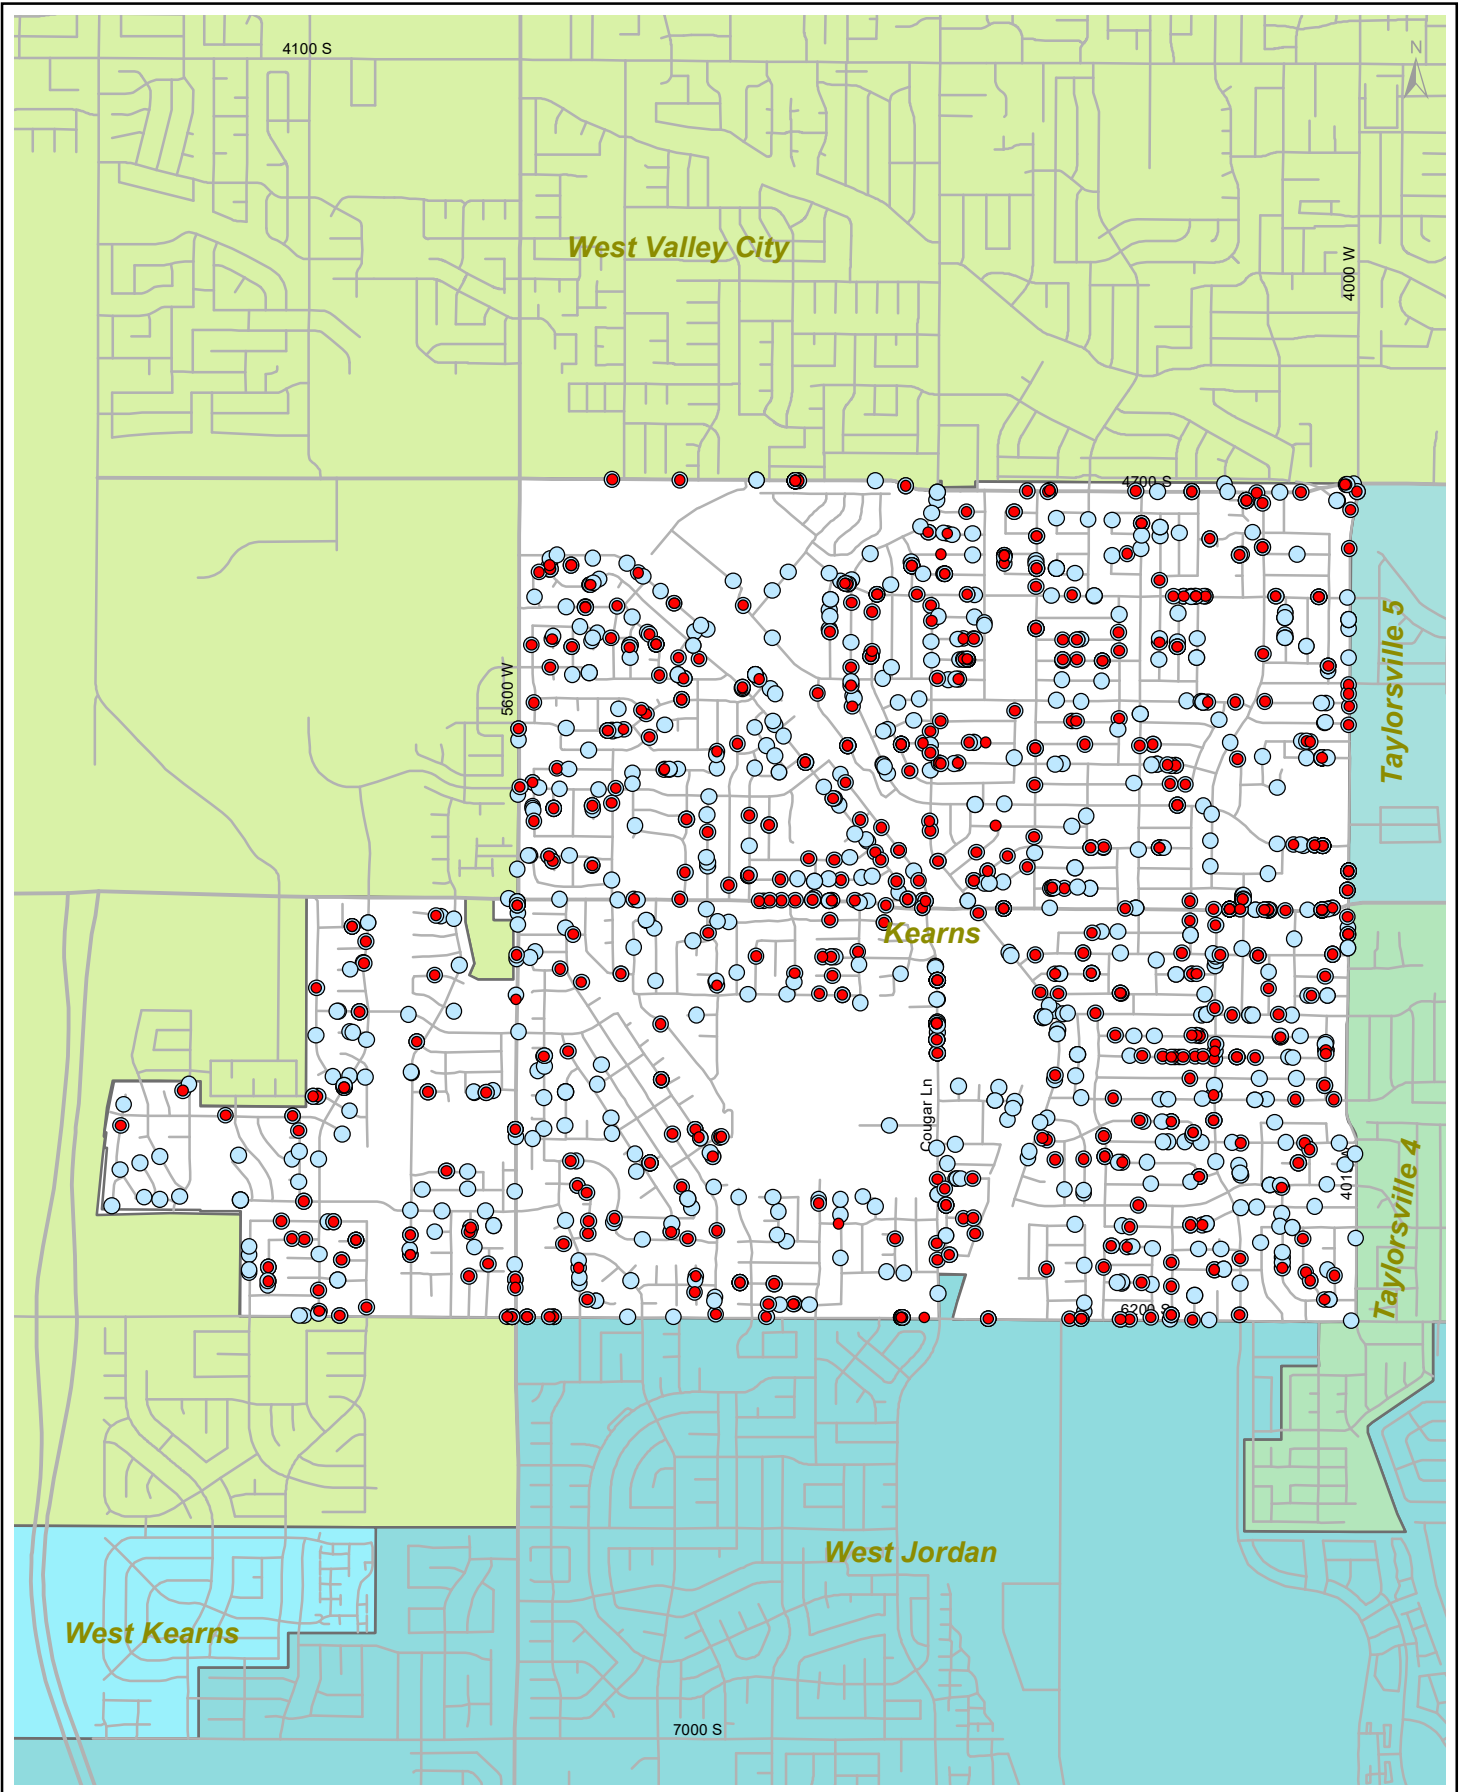 4100 S
N
West Valley City
4000 W
4700 S
Taylorsville 5
5600 W
Kearns
Cougar Ln
Taylorsville 4
6200 S
West Jordan
West Kearns
7000 S